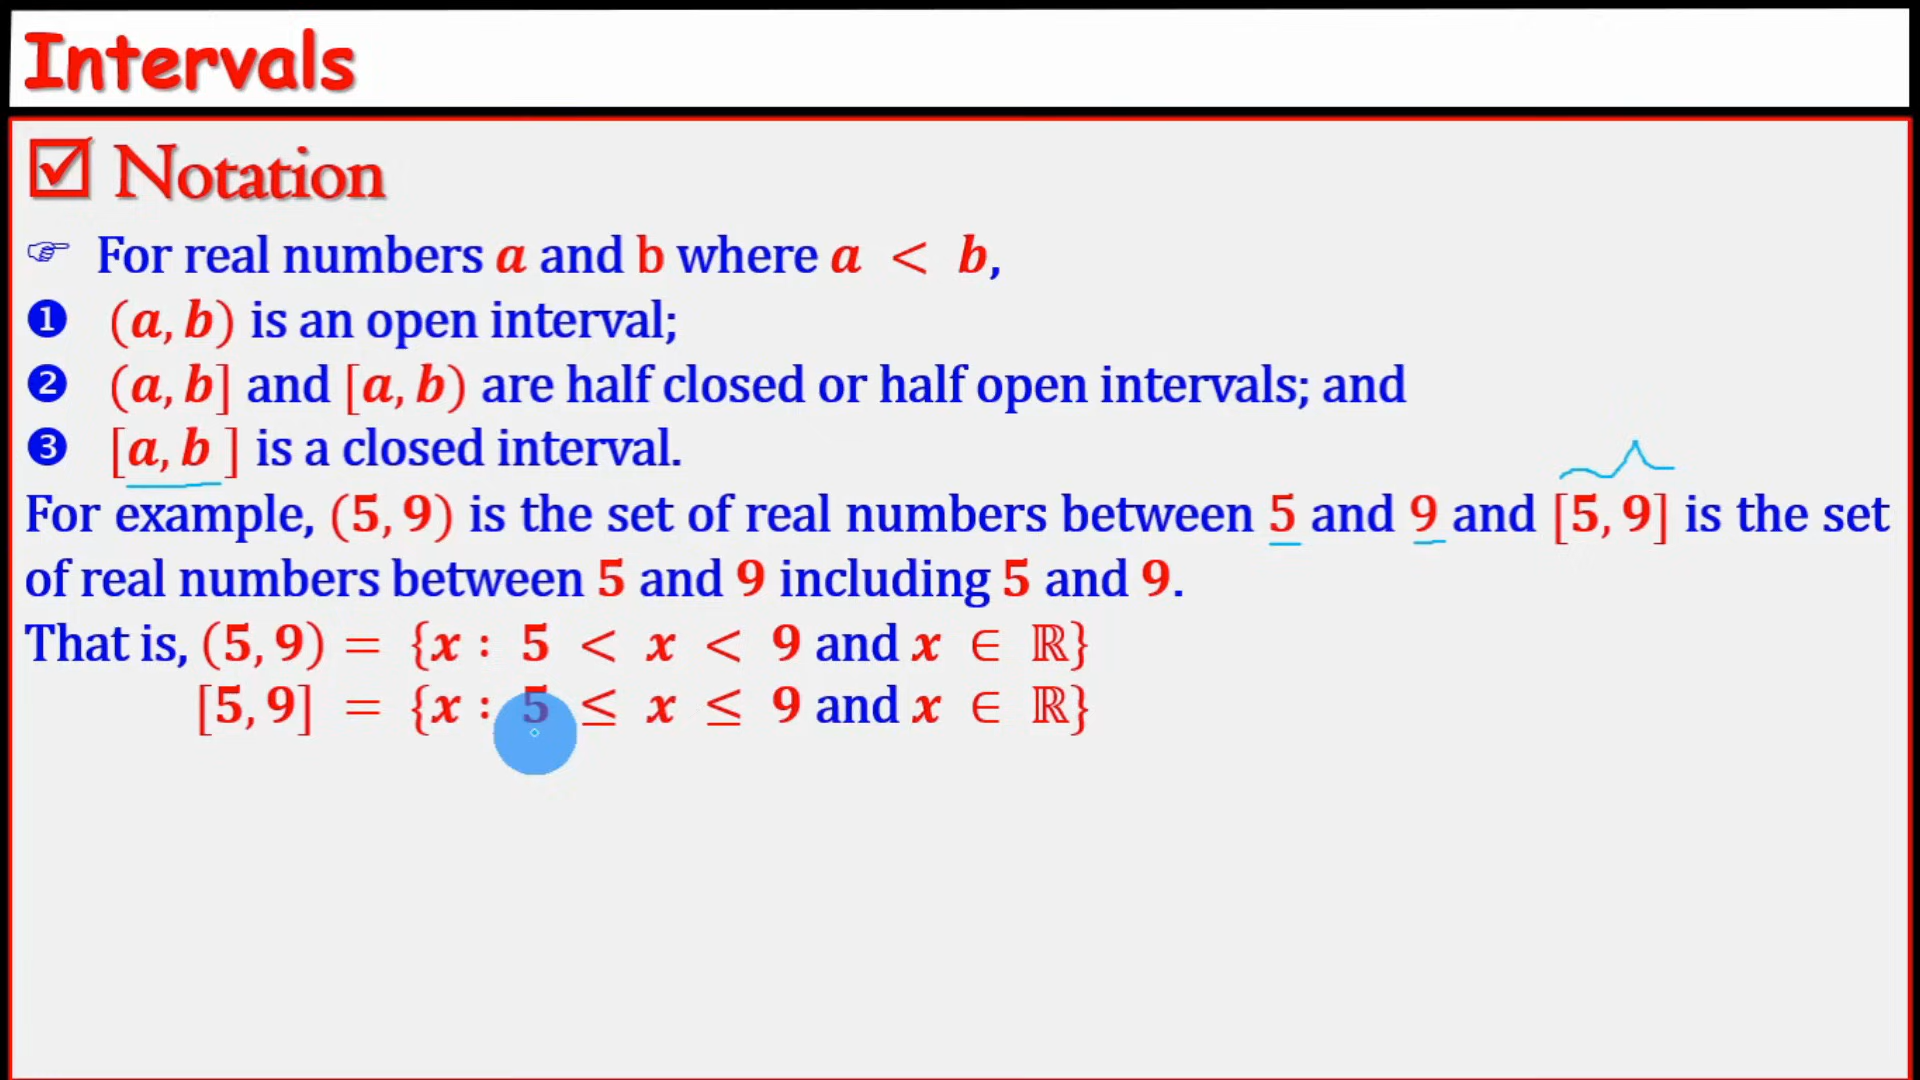 Intervals
☑ Notation
☞ For real numbers a and b where a < b,
❶ (a, b) is an open interval;
❷ (a, b] and [a, b) are half closed or half open intervals; and
❸ [a, b ] is a closed interval.
For example, (5, 9) is the set of real numbers between 5 and 9 and [5, 9] is the set
of real numbers between 5 and 9 including 5 and 9.
That is, (5, 9) = {x : 5 < x < 9 and x ∈ ℝ}
[5, 9] = {x : 5 ≤ x ≤ 9 and x ∈ ℝ}